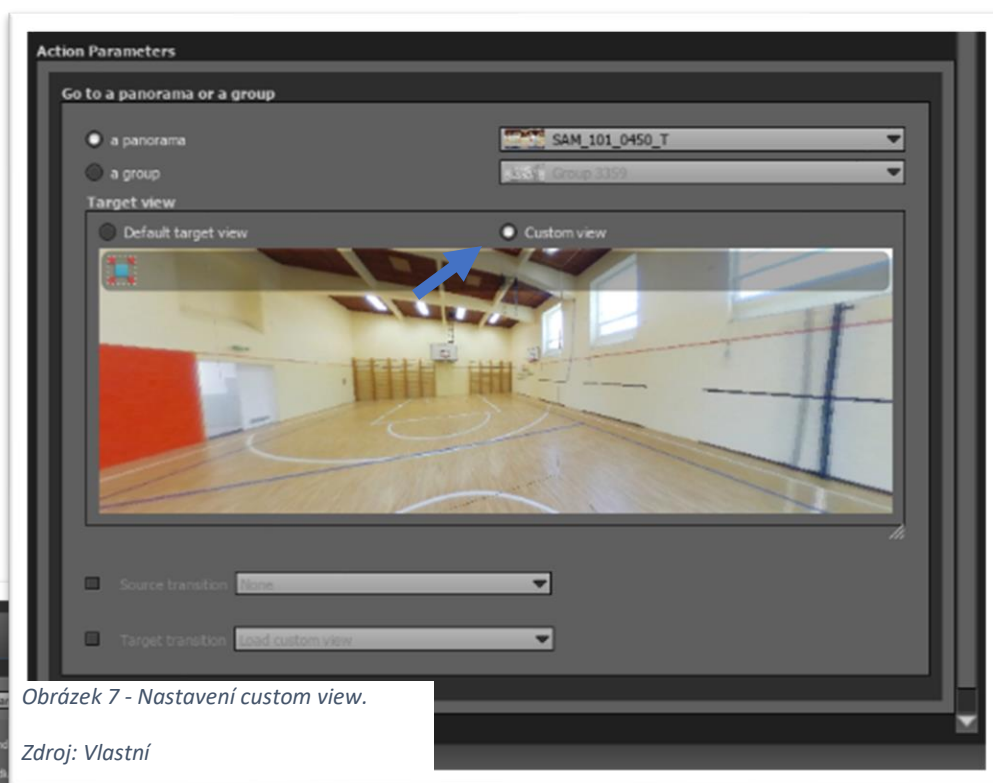 Action Parameters
Go to a panorama or a group
a panorama
SAM_101_0450_T
a group
Group 3359
Target view
Default target view
Custom view
Source transition None
Target transition Load custom view
Obrázek 7 - Nastavení custom view.
Zdroj: Vlastní